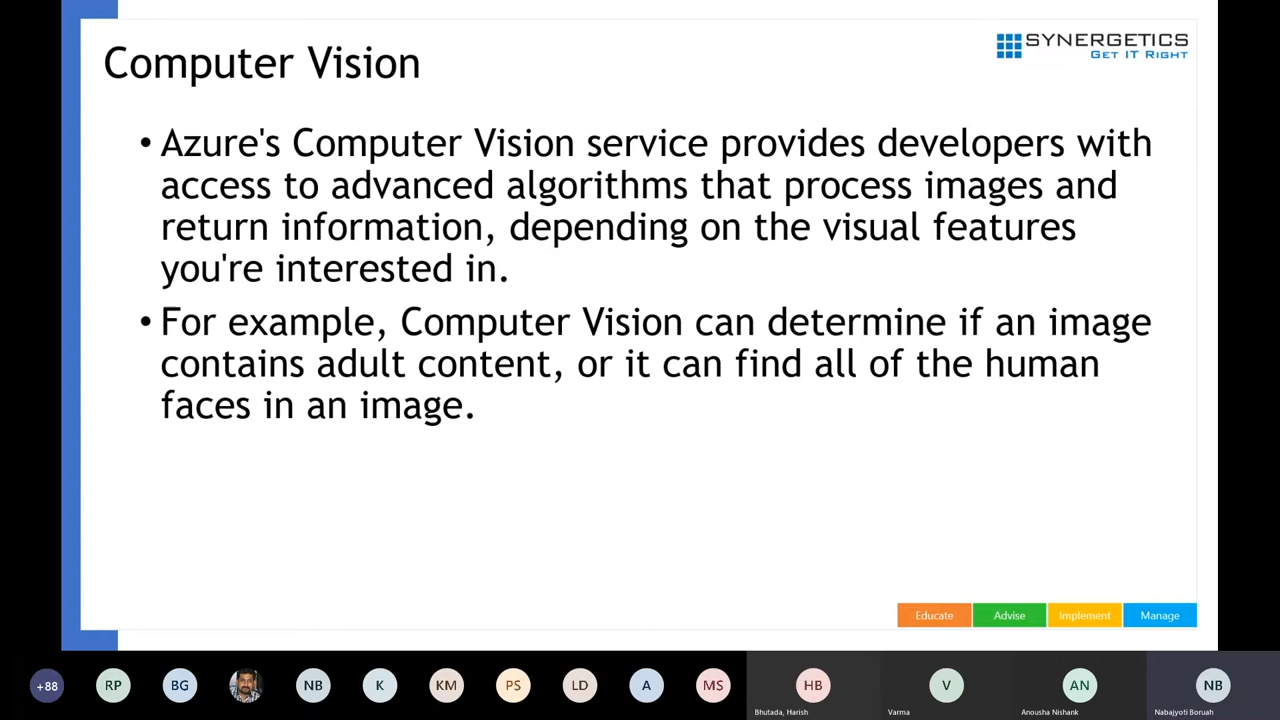 Computer Vision
SYNERGETICS
GET IT RIGHT
• Azure's Computer Vision service provides developers with
access to advanced algorithms that process images and
return information, depending on the visual features
you're interested in.
• For example, Computer Vision can determine if an image
contains adult content, or it can find all of the human
faces in an image.
Educate Advise Implement Manage
+88 RP BG NB K KM PS LD A MS HB V AN NB
Bhutada, Harish Varma Anousha Nishank Nabajyoti Boruah